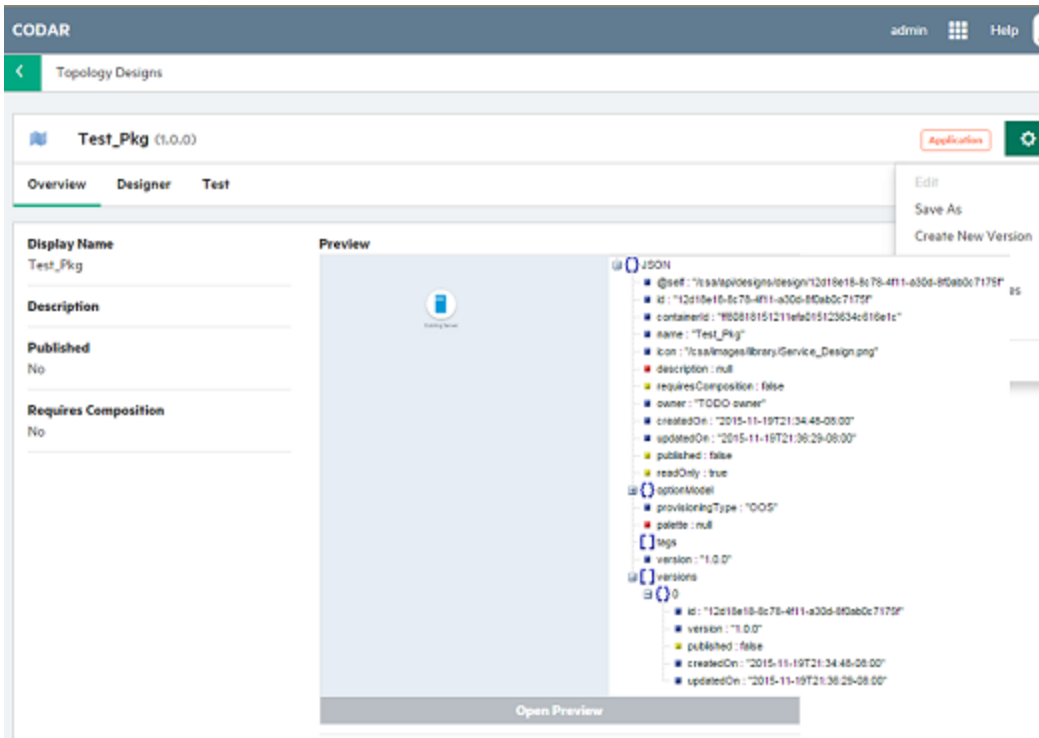 CODAR
admin
Help
Topology Designs
Test_Pkg (1.0.0)
Application
Overview
Designer
Test
Edit
Save As
Create New Version
es
Display Name
Test_Pkg
Description
Published
No
Requires Composition
No
Preview
JSON
@self : "/csa/api/designs/design/12d18e18-8c78-4f11-a30d-8f0ab0c7175f"
id : "12d18e18-8c78-4f11-a30d-8f0ab0c7175f"
containerId : "ff80818151211efa015123634c616e1c"
name : "Test_Pkg"
icon : "/csa/images/library/Service_Design.png"
description : null
requiresComposition : false
owner : "TODO owner"
createdOn : "2015-11-19T21:34:48-08:00"
updatedOn : "2015-11-19T21:36:29-08:00"
published : false
readOnly : true
optionModel
provisioningType : "OOS"
palette : null
tags
version : "1.0.0"
versions
0
id : "12d18e18-8c78-4f11-a30d-8f0ab0c7175f"
version : "1.0.0"
published : false
createdOn : "2015-11-19T21:34:48-08:00"
updatedOn : "2015-11-19T21:36:29-08:00"
Open Preview